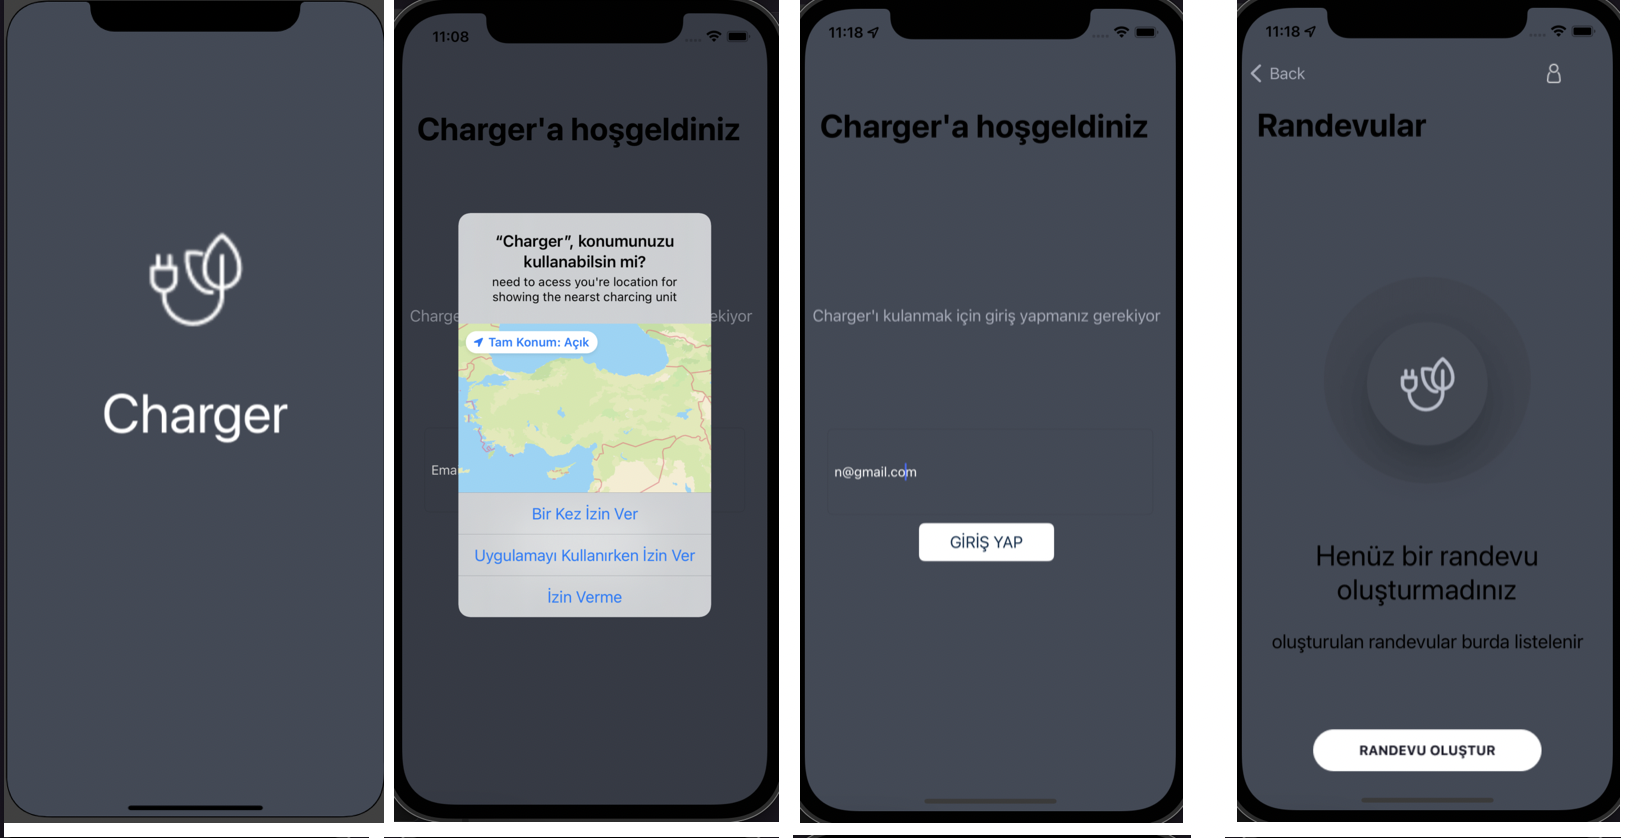 Charger
11:08
Charger'a hoşgeldiniz
“Charger”, konumunuzu
kullanabilsin mi?
need to acess you're location for
showing the nearst charcing unit
Charge
ekiyor
Tam Konum: Açık
Ema
Bir Kez İzin Ver
Uygulamayı Kullanırken İzin Ver
İzin Verme
11:18
Charger'a hoşgeldiniz
Charger'ı kulanmak için giriş yapmanız gerekiyor
n@gmail.com
GİRİŞ YAP
11:18
Back
Randevular
Henüz bir randevu
oluşturmadınız
oluşturulan randevular burda listelenir
RANDEVU OLUŞTUR